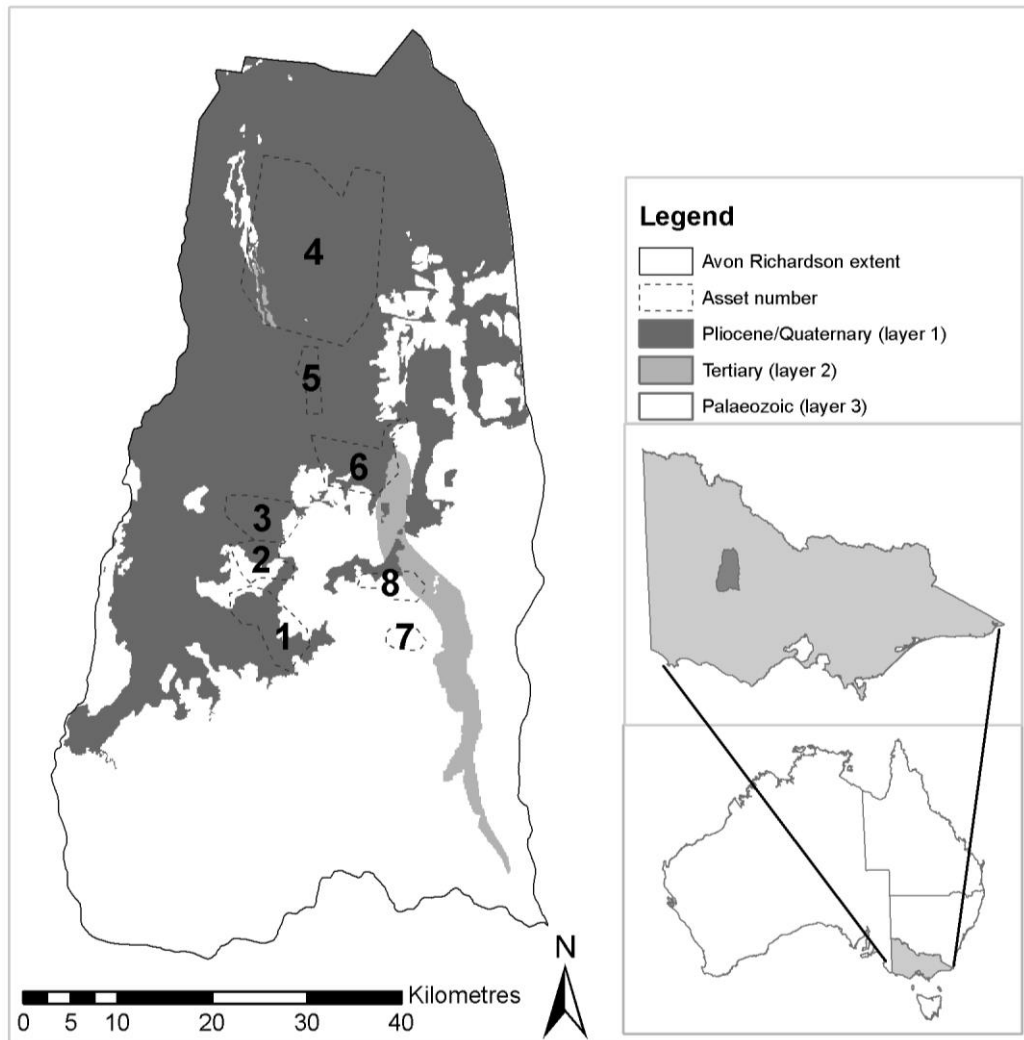 4
5
6
3
2
8
1
7
Legend
Avon Richardson extent
Asset number
Pliocene/Quaternary (layer 1)
Tertiary (layer 2)
Palaeozoic (layer 3)
N
Kilometres
0 5 10 20 30 40